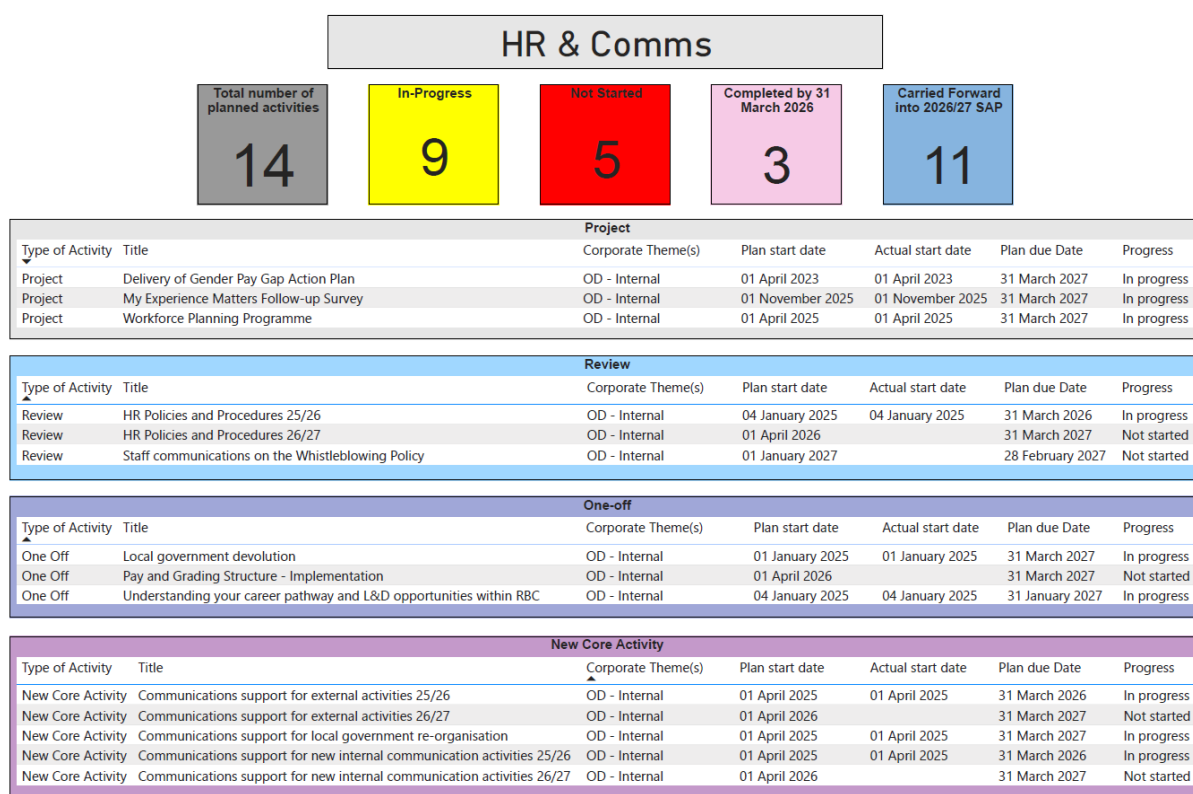 HR & Comms
Total number of planned activities
14
In-Progress
9
Not Started
5
Completed by 31 March 2026
3
Carried Forward into 2026/27 SAP
11
Project
Type of Activity Title Corporate Theme(s) Plan start date Actual start date Plan due Date Progress
Project Delivery of Gender Pay Gap Action Plan OD - Internal 01 April 2023 01 April 2023 31 March 2027 In progress
Project My Experience Matters Follow-up Survey OD - Internal 01 November 2025 01 November 2025 31 March 2027 In progress
Project Workforce Planning Programme OD - Internal 01 April 2025 01 April 2025 31 March 2027 In progress
Review
Type of Activity Title Corporate Theme(s) Plan start date Actual start date Plan due Date Progress
Review HR Policies and Procedures 25/26 OD - Internal 04 January 2025 04 January 2025 31 March 2026 In progress
Review HR Policies and Procedures 26/27 OD - Internal 01 April 2026 31 March 2027 Not started
Review Staff communications on the Whistleblowing Policy OD - Internal 01 January 2027 28 February 2027 Not started
One-off
Type of Activity Title Corporate Theme(s) Plan start date Actual start date Plan due Date Progress
One Off Local government devolution OD - Internal 01 January 2025 01 January 2025 31 March 2027 In progress
One Off Pay and Grading Structure - Implementation OD - Internal 01 April 2026 31 March 2027 Not started
One Off Understanding your career pathway and L&D opportunities within RBC OD - Internal 04 January 2025 04 January 2025 31 January 2027 In progress
New Core Activity
Type of Activity Title Corporate Theme(s) Plan start date Actual start date Plan due Date Progress
New Core Activity Communications support for external activities 25/26 OD - Internal 01 April 2025 01 April 2025 31 March 2026 In progress
New Core Activity Communications support for external activities 26/27 OD - Internal 01 April 2026 31 March 2027 Not started
New Core Activity Communications support for local government re-organisation OD - Internal 01 April 2025 01 April 2025 31 March 2027 In progress
New Core Activity Communications support for new internal communication activities 25/26 OD - Internal 01 April 2025 01 April 2025 31 March 2026 In progress
New Core Activity Communications support for new internal communication activities 26/27 OD - Internal 01 April 2026 31 March 2027 Not started